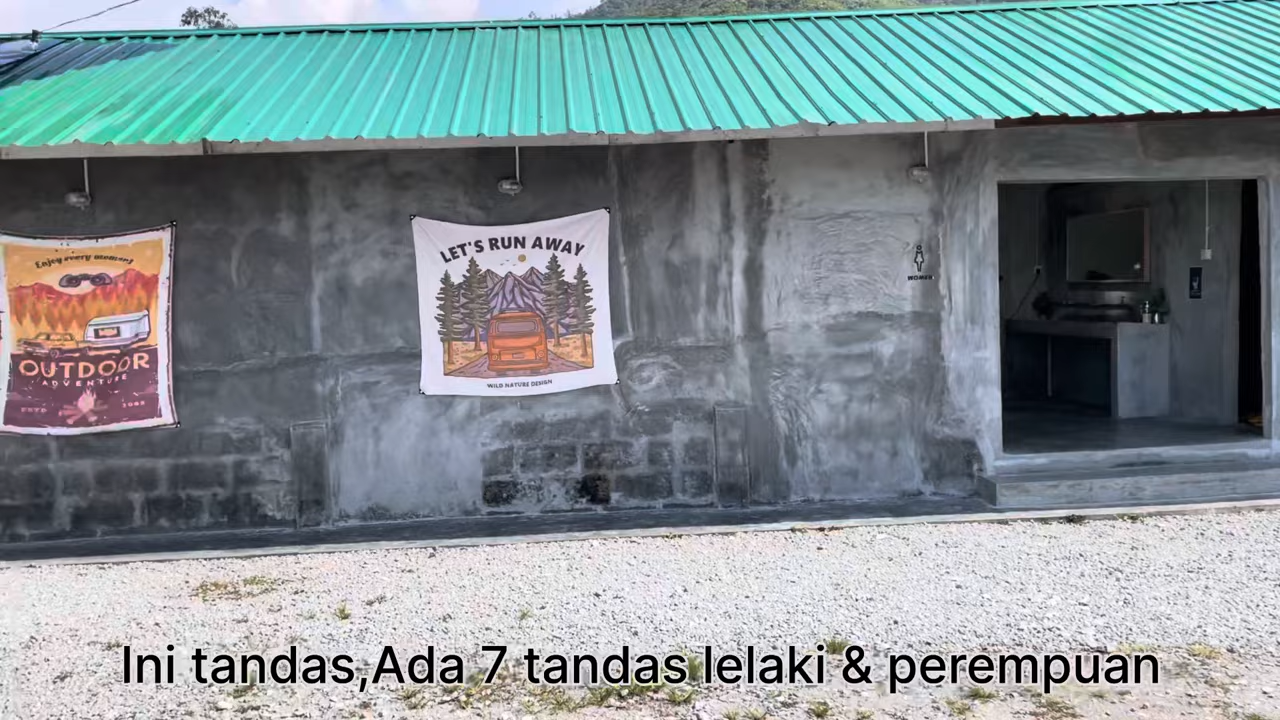 Enjoy every moment
OUTDOOR
ADVENTURE
ESTD
LET'S RUN AWAY
WILD NATURE DESIGN
WOMEN
Ini tandas,Ada 7 tandas lelaki & perempuan